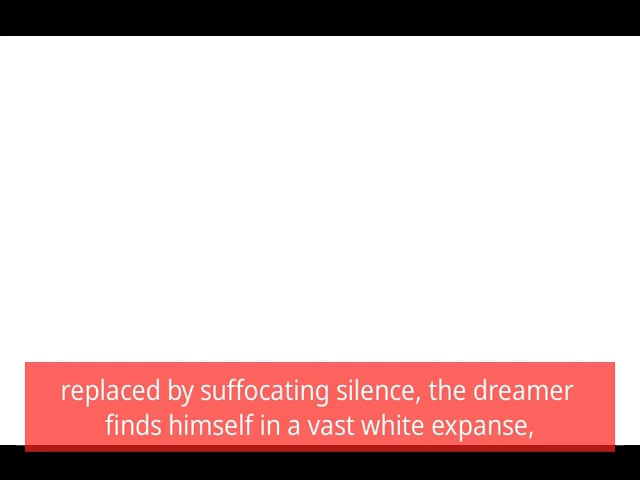 replaced by suffocating silence, the dreamer
finds himself in a vast white expanse,